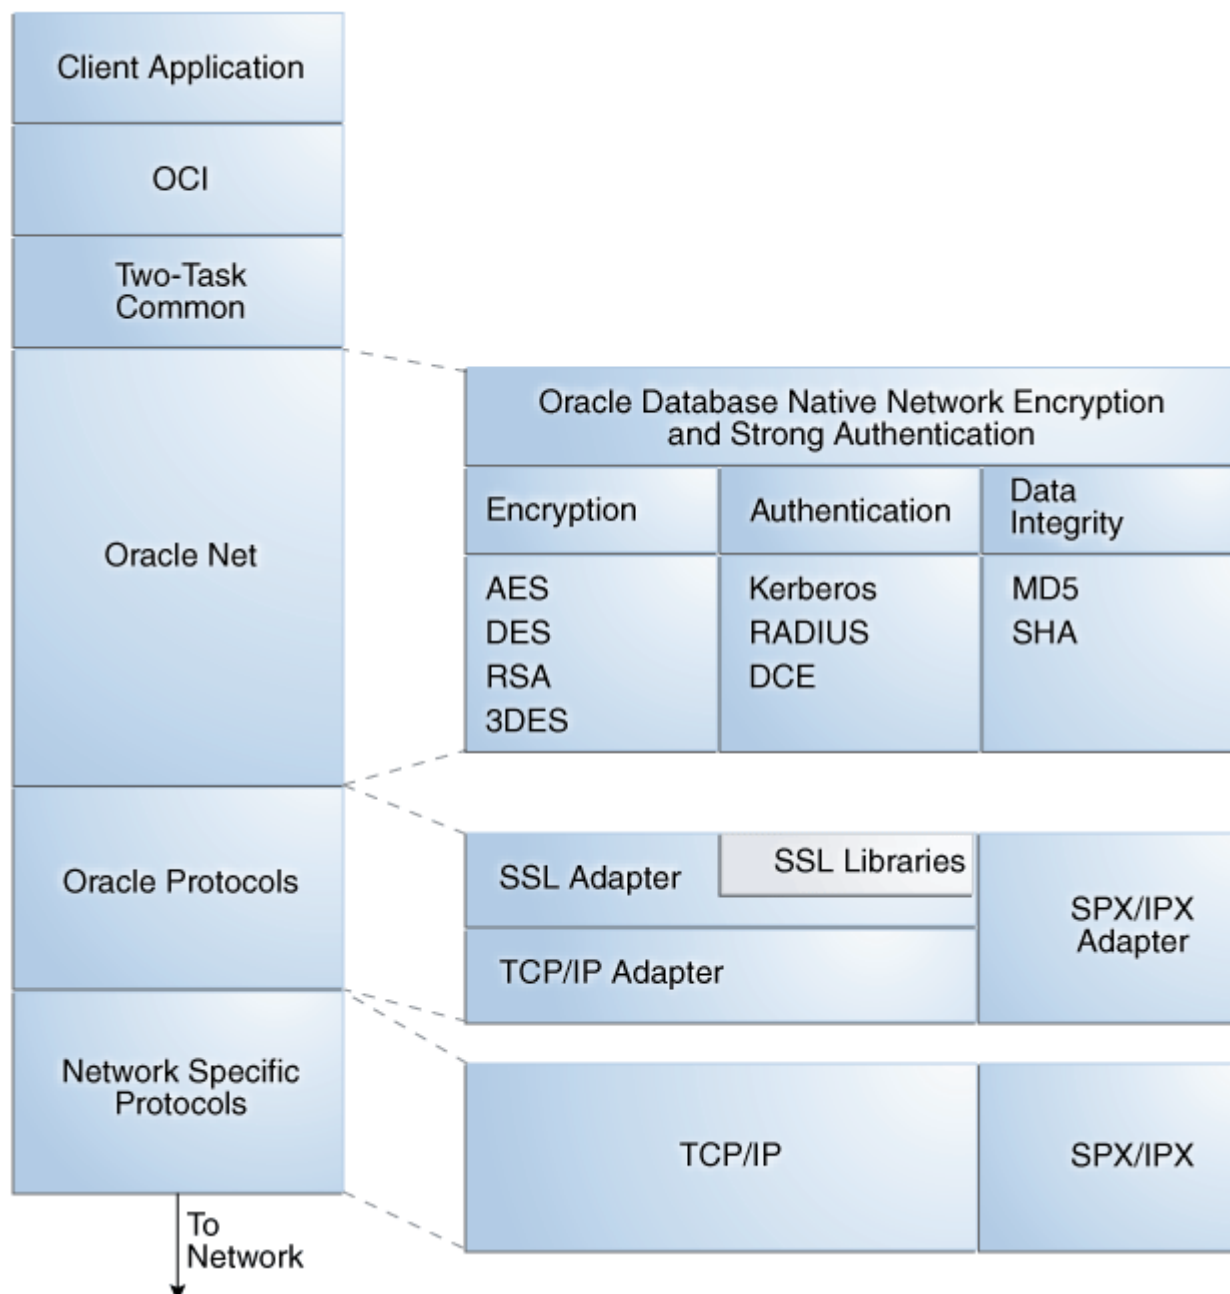 Client Application
OCI
Two-Task
Common
Oracle Net
Oracle Protocols
Network Specific
Protocols
To
Network
Oracle Database Native Network Encryption
and Strong Authentication
Encryption
AES
DES
RSA
3DES
Authentication
Kerberos
RADIUS
DCE
Data
Integrity
MD5
SHA
SSL Adapter
SSL Libraries
TCP/IP Adapter
SPX/IPX
Adapter
TCP/IP
SPX/IPX